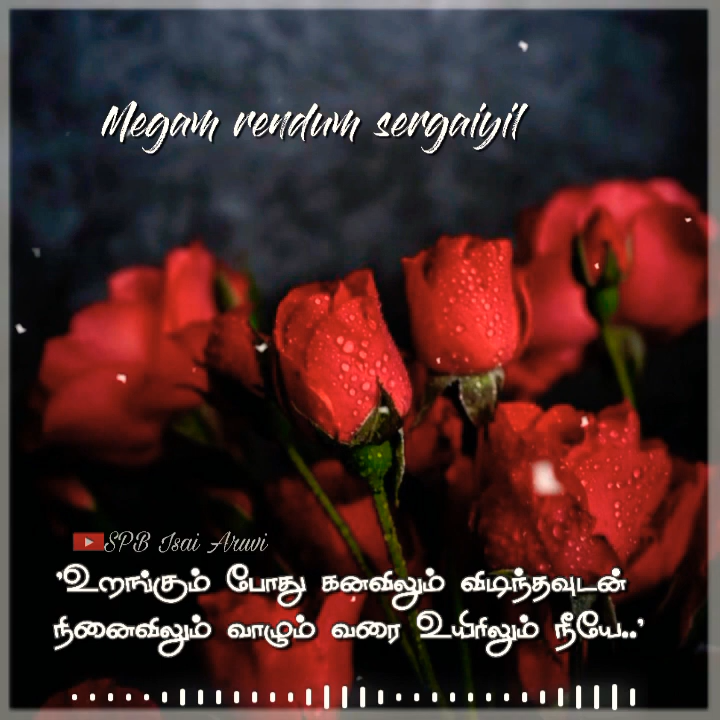 Megam rendum sergaiyil
SPB Isai Aruvi
'உறங்கும் போது கனவிலும் விடிந்தவுடன்
நினைவிலும் வாழும் வரை உயிரிலும் நீயே..'